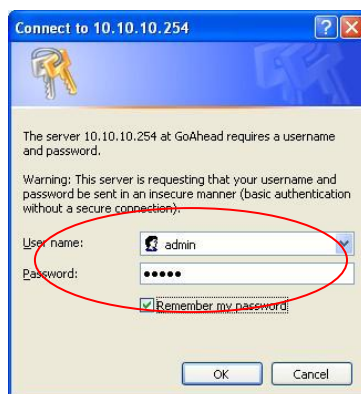 Connect to 10.10.10.254
The server 10.10.10.254 at GoAhead requires a username
and password.
Warning: This server is requesting that your username and
password be sent in an insecure manner (basic authentication
without a secure connection).
User name:
admin
Password:
•••••
Remember my password
OK
Cancel